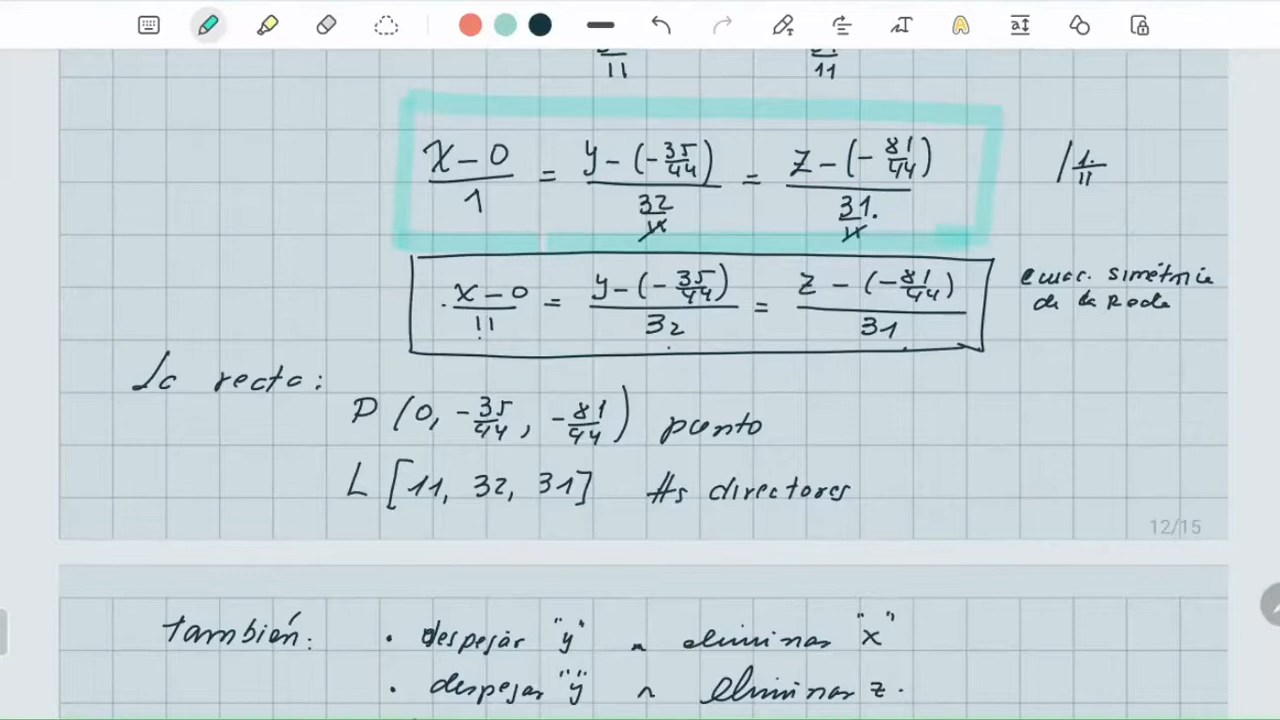 11 11
x-0/1 = y-(-35/44)/(32/11) = z-(-81/44)/(31/11) /1/11
x-0/11 = y-(-35/44)/32 = z-(-81/44)/31
ecuac. simétrica
de la Recta
La recta:
P (0, -35/44, -81/44) punto
L [11, 32, 31] #s directores
12/15
también: · despejar "y" ~ eliminar "x"
· despejar "y" ~ eliminar z.